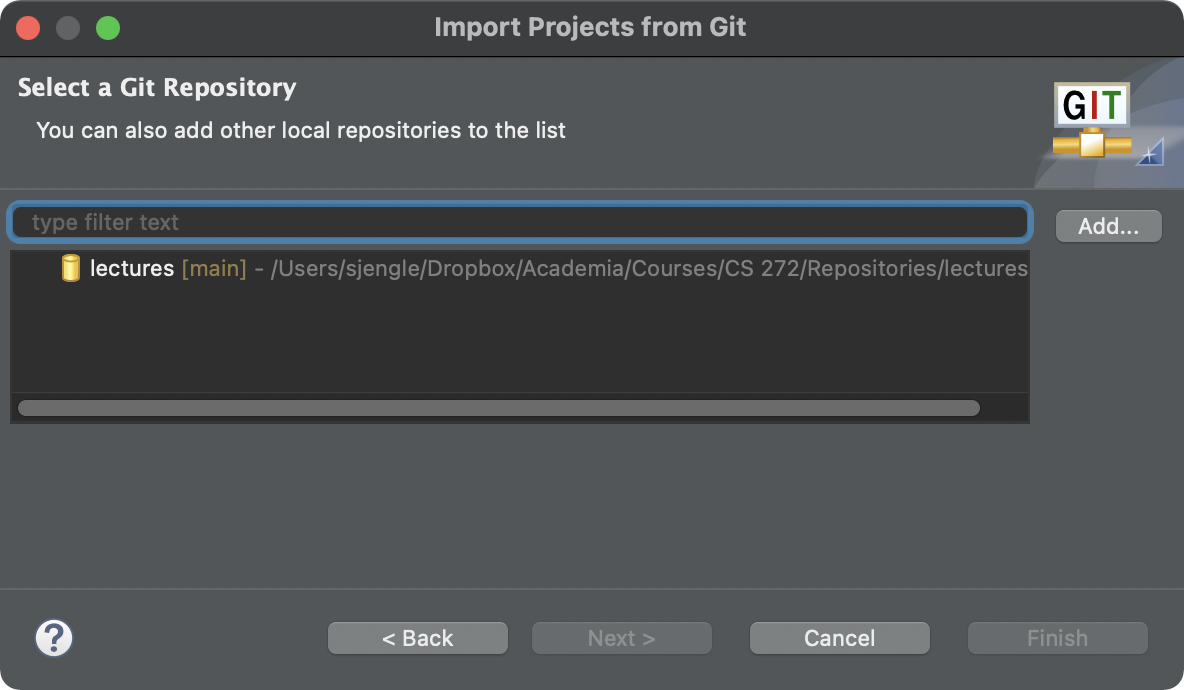 Import Projects from Git
Select a Git Repository
You can also add other local repositories to the list
GIT
type filter text
Add...
lectures [main] - /Users/sjengle/Dropbox/Academia/Courses/CS 272/Repositories/lectures
?
< Back
Next >
Cancel
Finish